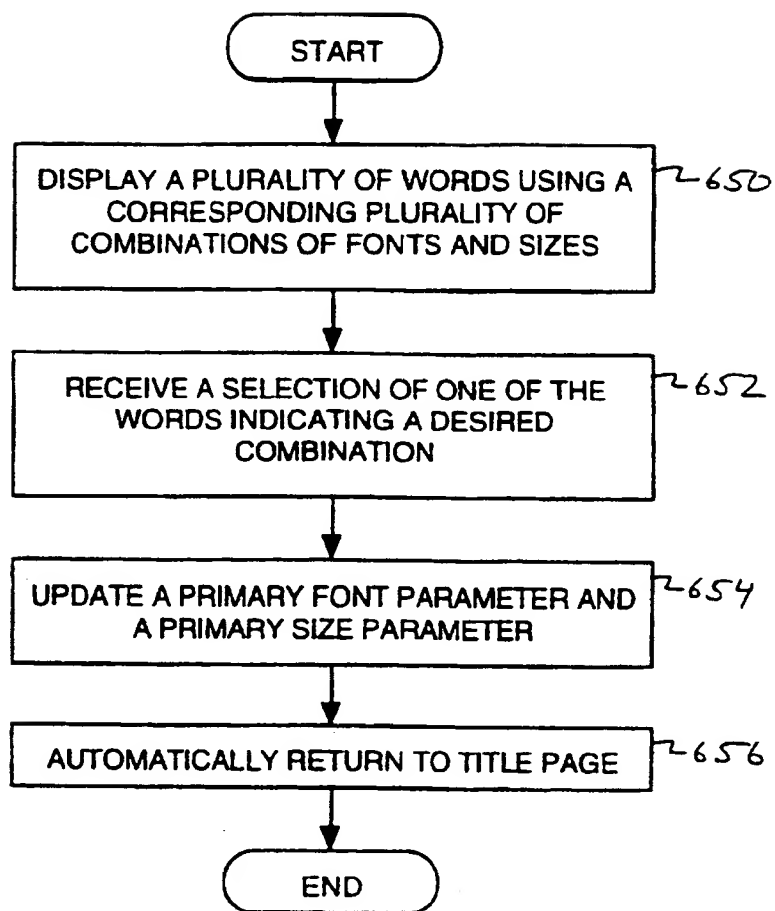 START
DISPLAY A PLURALITY OF WORDS USING A
CORRESPONDING PLURALITY OF
COMBINATIONS OF FONTS AND SIZES
650
RECEIVE A SELECTION OF ONE OF THE
WORDS INDICATING A DESIRED
COMBINATION
652
UPDATE A PRIMARY FONT PARAMETER AND
A PRIMARY SIZE PARAMETER
654
AUTOMATICALLY RETURN TO TITLE PAGE
656
END